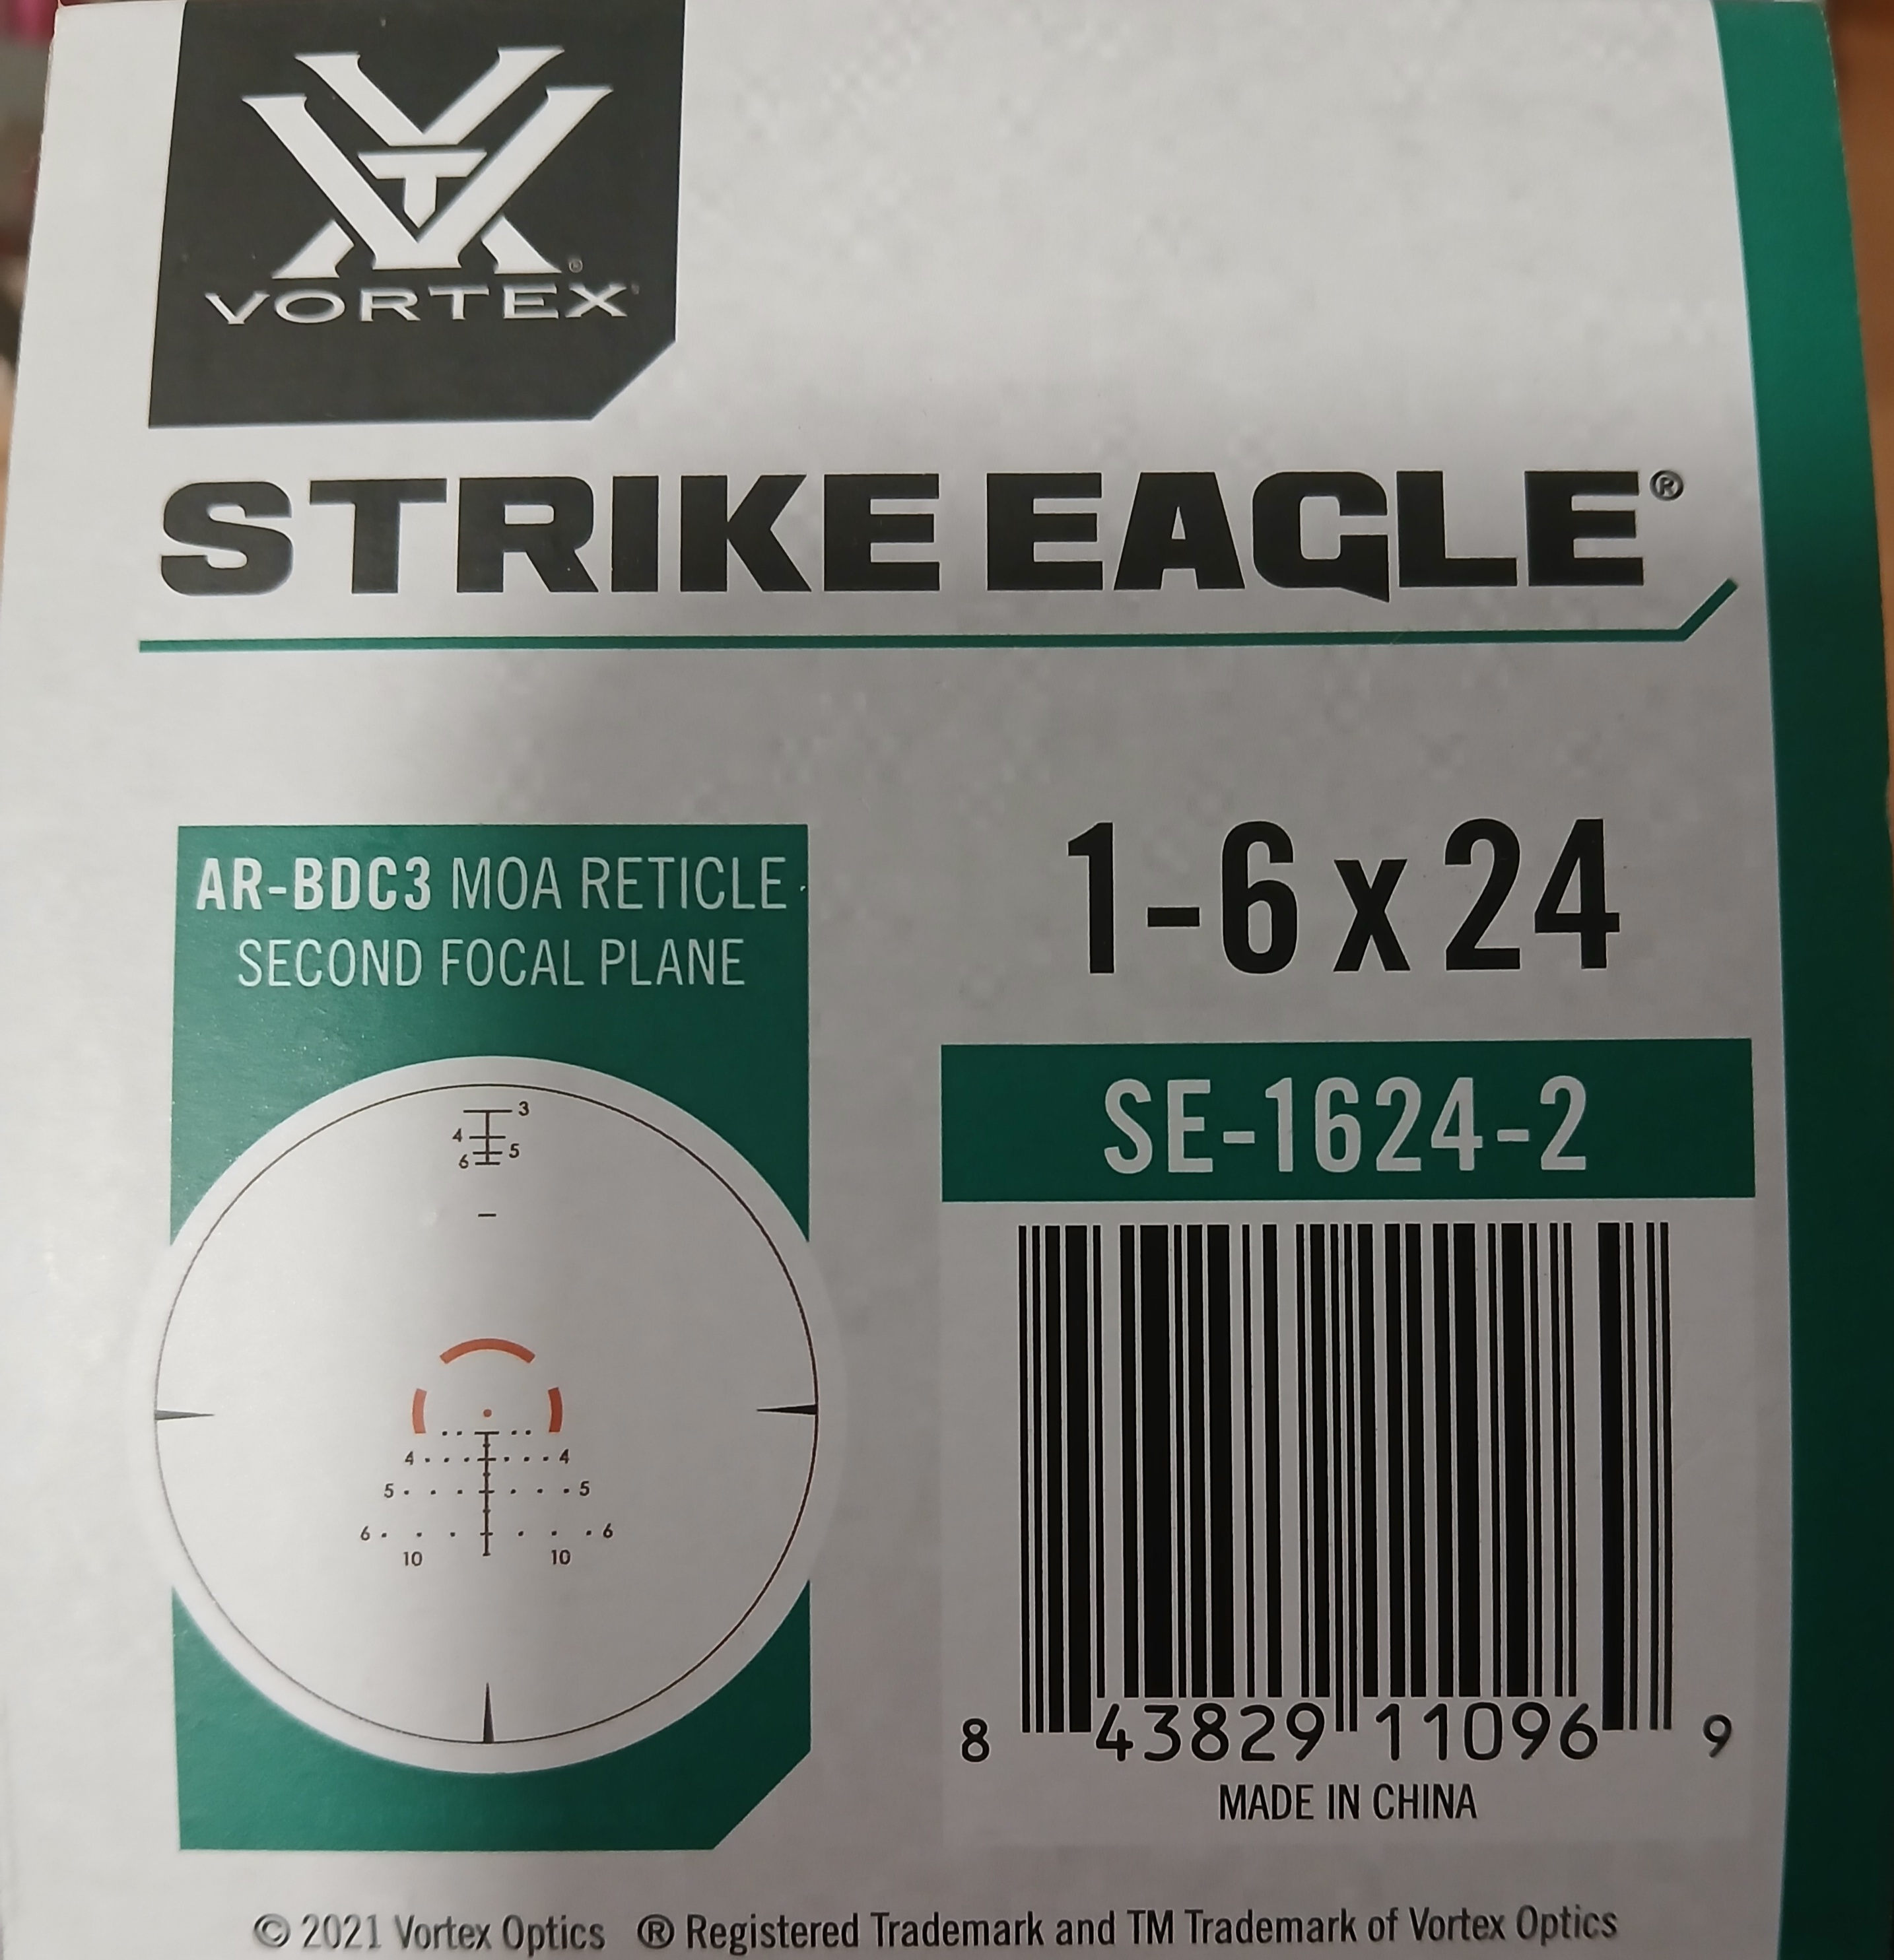 VORTEX®
STRIKE EAGLE®
AR-BDC3 MOA RETICLE
SECOND FOCAL PLANE
3
4
5
6
4 4
5 5
6 6
10 10
1-6 x 24
SE-1624-2
8 43829 11096 9
MADE IN CHINA
© 2021 Vortex Optics ® Registered Trademark and TM Trademark of Vortex Optics